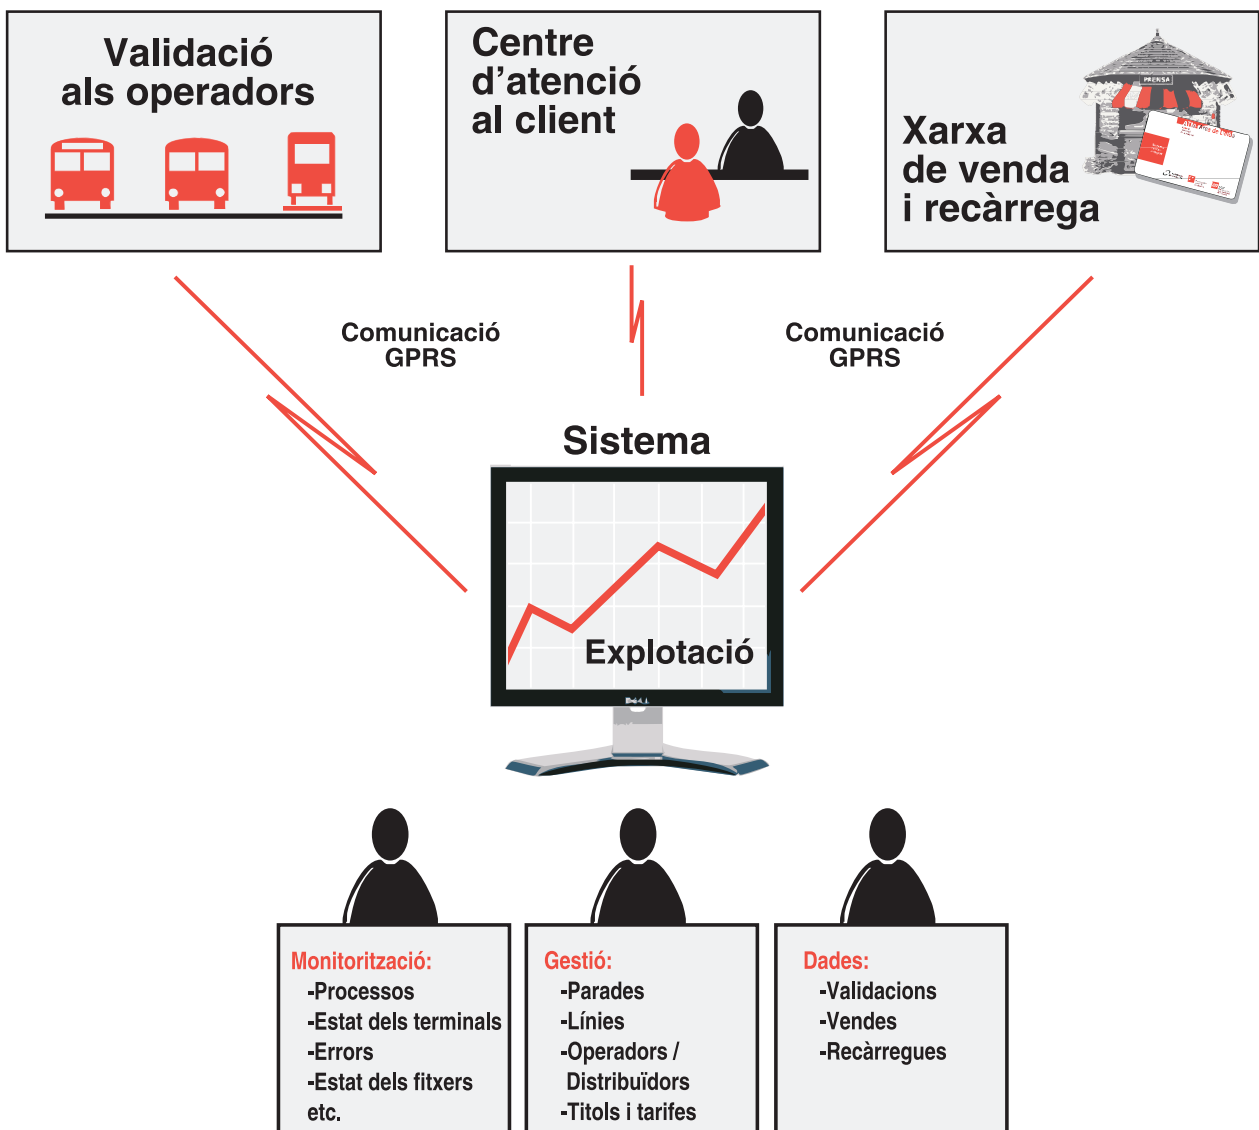 Validació
als operadors
Centre
d'atenció
al client
PRENSA
Xarxa
de venda
i recàrrega
Comunicació
GPRS
Comunicació
GPRS
Sistema
Explotació
DELL
Monitorització:
-Processos
-Estat dels terminals
-Errors
-Estat dels fitxers
etc.
Gestió:
-Parades
-Línies
-Operadors /
Distribuïdors
-Titols i tarifes
Dades:
-Validacions
-Vendes
-Recàrregues